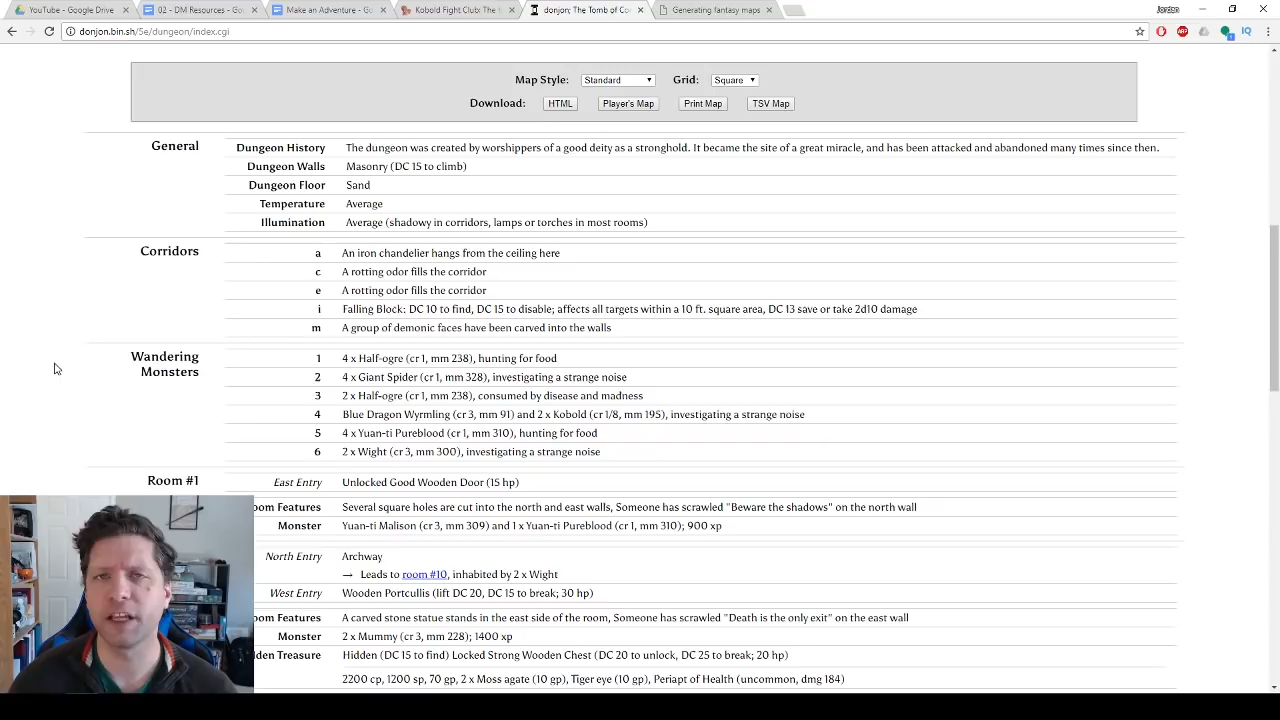 YouTube - Google Drive
02 - DM Resources - Go
Make an Adventure - Go
Kobold Fight Club: The
donjon; The Tomb of Co
Generating fantasy maps
Jordon
donjon.bin.sh/5e/dungeon/index.cgi
Map Style: Standard Grid: Square
Download: HTML Player's Map Print Map TSV Map
General
Dungeon History The dungeon was created by worshippers of a good deity as a stronghold. It became the site of a great miracle, and has been attacked and abandoned many times since then.
Dungeon Walls Masonry (DC 15 to climb)
Dungeon Floor Sand
Temperature Average
Illumination Average (shadowy in corridors, lamps or torches in most rooms)
Corridors
a An iron chandelier hangs from the ceiling here
c A rotting odor fills the corridor
e A rotting odor fills the corridor
i Falling Block: DC 10 to find, DC 15 to disable; affects all targets within a 10 ft. square area, DC 13 save or take 2d10 damage
m A group of demonic faces have been carved into the walls
Wandering Monsters
1 4 x Half-ogre (cr 1, mm 238), hunting for food
2 4 x Giant Spider (cr 1, mm 328), investigating a strange noise
3 2 x Half-ogre (cr 1, mm 238), consumed by disease and madness
4 Blue Dragon Wyrmling (cr 3, mm 91) and 2 x Kobold (cr 1/8, mm 195), investigating a strange noise
5 4 x Yuan-ti Pureblood (cr 1, mm 310), hunting for food
6 2 x Wight (cr 3, mm 300), investigating a strange noise
Room #1
East Entry Unlocked Good Wooden Door (15 hp)
oom Features Several square holes are cut into the north and east walls, Someone has scrawled "Beware the shadows" on the north wall
Monster Yuan-ti Malison (cr 3, mm 309) and 1 x Yuan-ti Pureblood (cr 1, mm 310); 900 xp
North Entry Archway
→ Leads to room #10, inhabited by 2 x Wight
West Entry Wooden Portcullis (lift DC 20, DC 15 to break; 30 hp)
oom Features A carved stone statue stands in the east side of the room, Someone has scrawled "Death is the only exit" on the east wall
Monster 2 x Mummy (cr 3, mm 228); 1400 xp
dden Treasure Hidden (DC 15 to find) Locked Strong Wooden Chest (DC 20 to unlock, DC 25 to break; 20 hp)
2200 cp, 1200 sp, 70 gp, 2 x Moss agate (10 gp), Tiger eye (10 gp), Periapt of Health (uncommon, dmg 184)